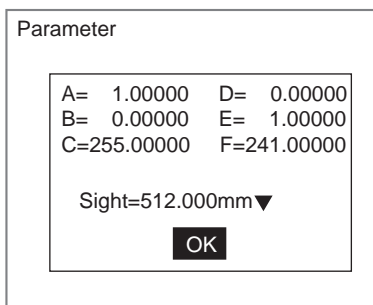 Parameter
A= 1.00000 D= 0.00000
B= 0.00000 E= 1.00000
C=255.00000 F=241.00000
Sight=512.000mm▼
OK